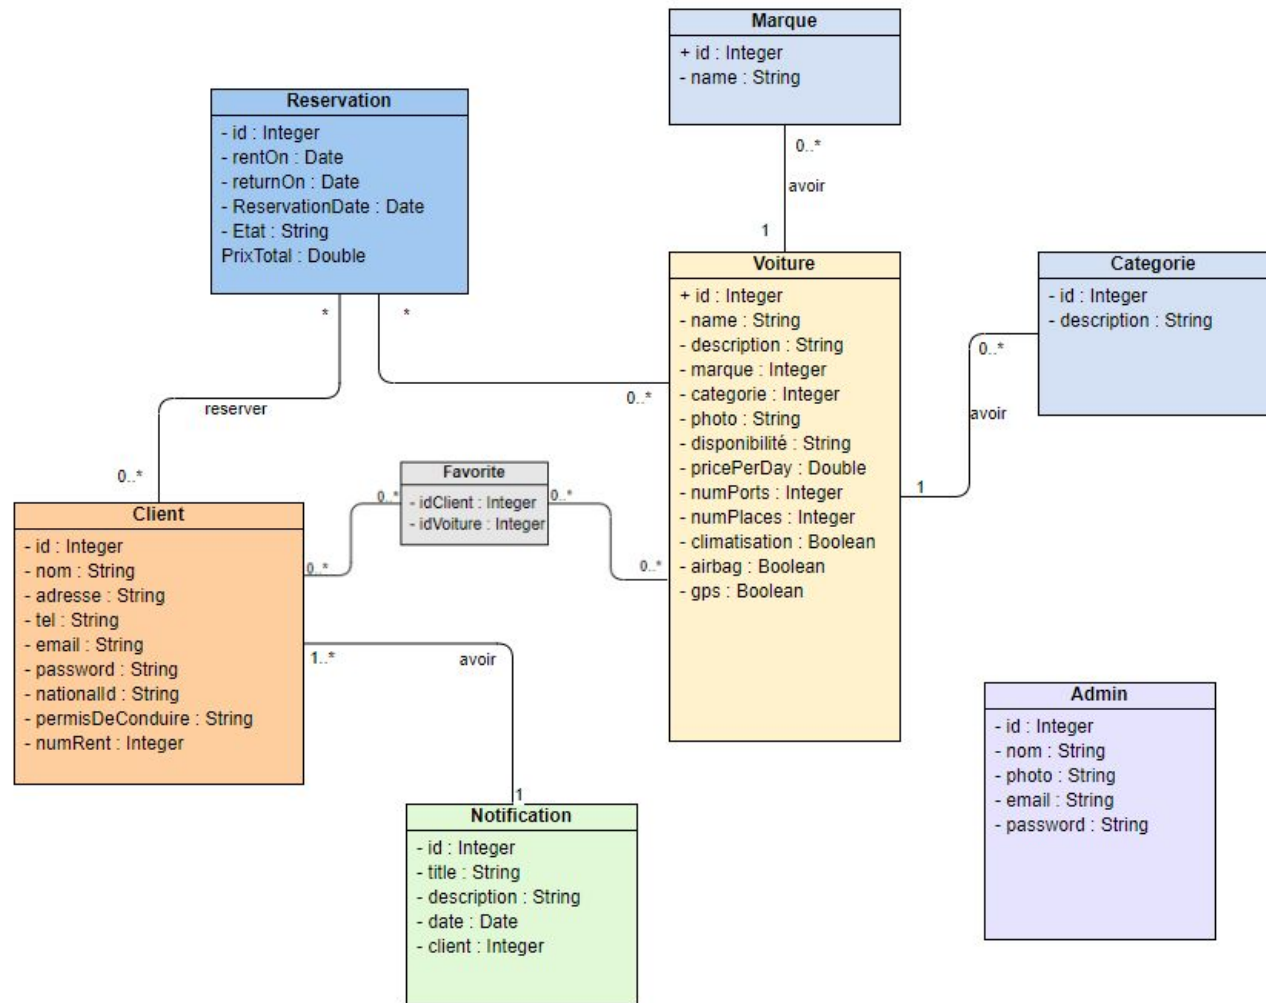 Marque
+ id : Integer
- name : String
0..*
avoir
1
Reservation
- id : Integer
- rentOn : Date
- returnOn : Date
- ReservationDate : Date
- Etat : String
PrixTotal : Double
*
*
reserver
0..*
0..*
Voiture
+ id : Integer
- name : String
- description : String
- marque : Integer
- categorie : Integer
- photo : String
- disponibilité : String
- pricePerDay : Double
- numPorts : Integer
- numPlaces : Integer
- climatisation : Boolean
- airbag : Boolean
- gps : Boolean
Categorie
- id : Integer
- description : String
0..*
avoir
1
Favorite
- idClient : Integer
- idVoiture : Integer
0..*
0..*
0..*
0..*
Client
- id : Integer
- nom : String
- adresse : String
- tel : String
- email : String
- password : String
- nationalId : String
- permisDeConduire : String
- numRent : Integer
1..*
avoir
1
Notification
- id : Integer
- title : String
- description : String
- date : Date
- client : Integer
Admin
- id : Integer
- nom : String
- photo : String
- email : String
- password : String